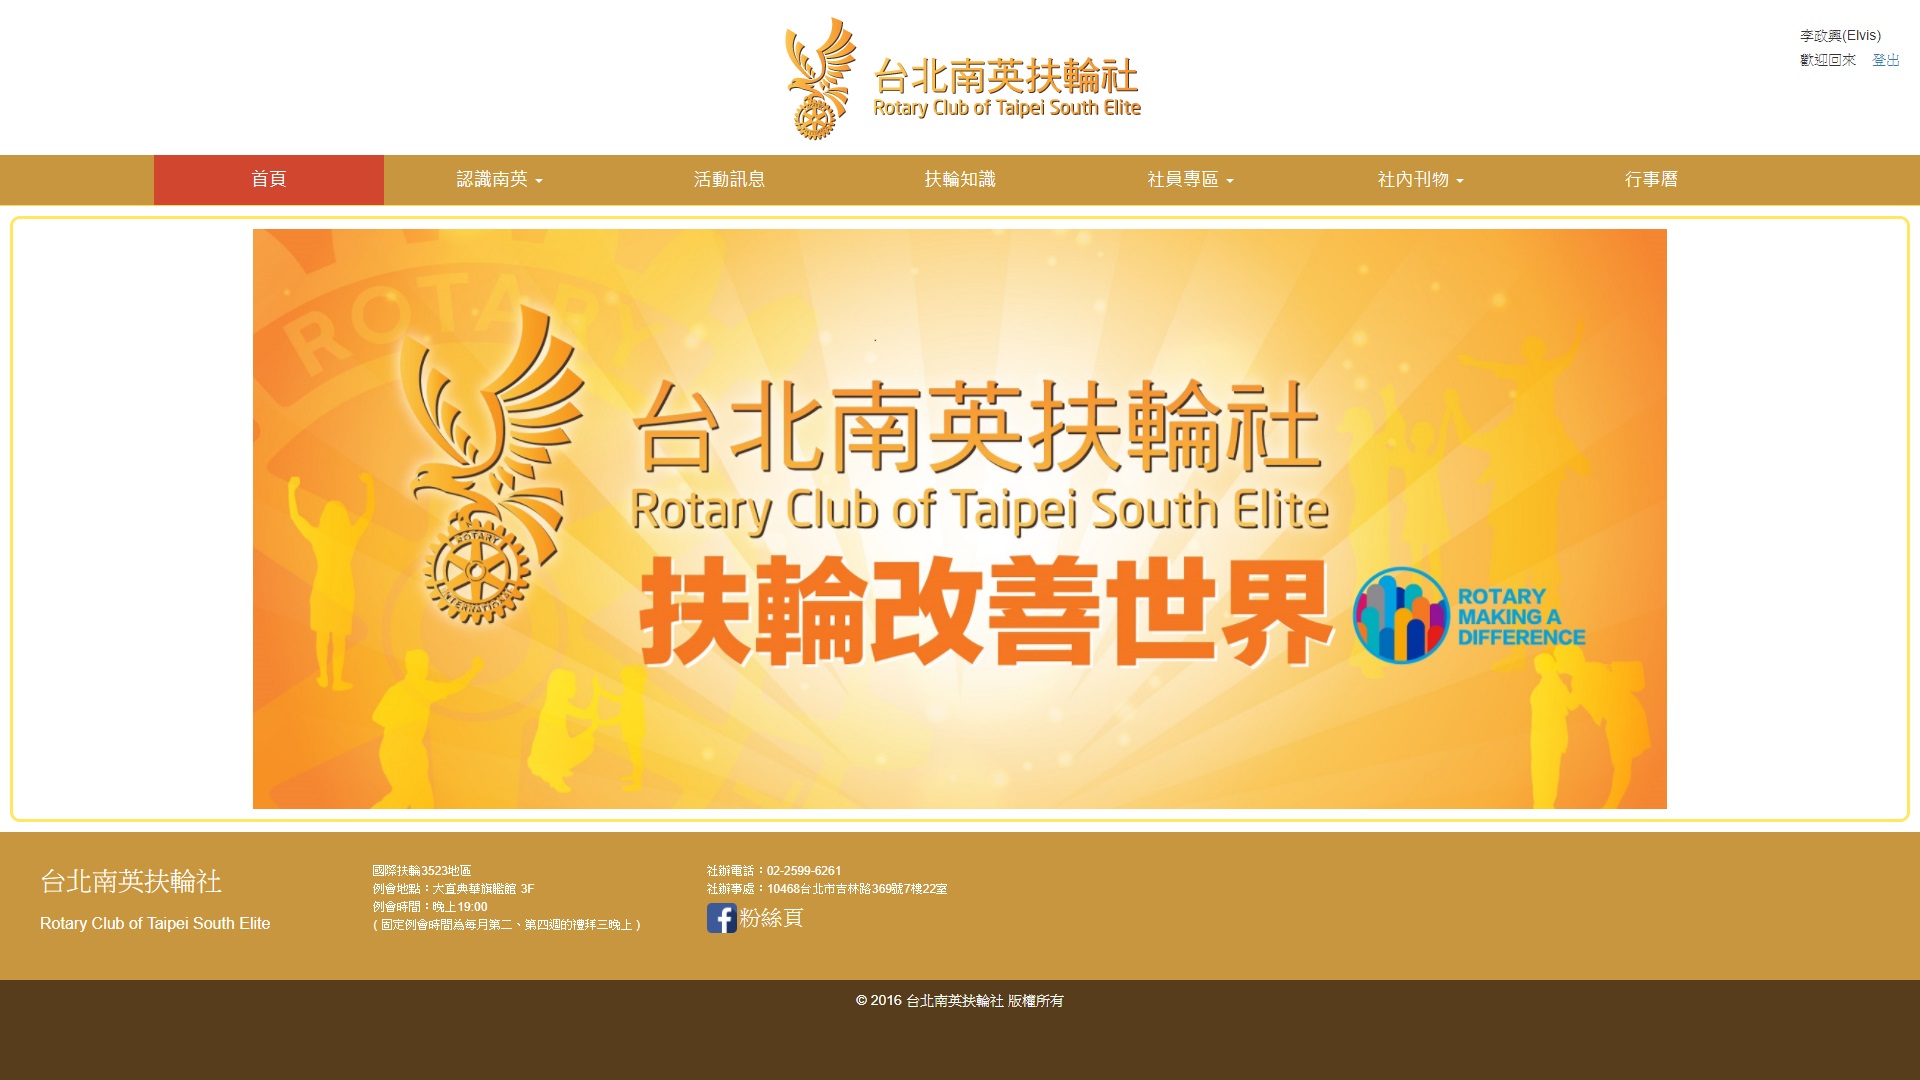 台北南英扶輪社
Rotary Club of Taipei South Elite
李政興(Elvis)
歡迎回來 登出
首頁 認識南英 活動訊息 扶輪知識 社員專區 社內刊物 行事曆
ROTARY
台北南英扶輪社
Rotary Club of Taipei South Elite
ROTARY
INTERNATIONAL
扶輪改善世界
ROTARY
MAKING A
DIFFERENCE
台北南英扶輪社
Rotary Club of Taipei South Elite
國際扶輪3523地區
例會地點：大直典華旗艦館 3F
例會時間：晚上19:00
( 固定例會時間為每月第二、第四週的禮拜三晚上 )
社辦電話：02-2599-6261
社辦事處：10468台北市吉林路369號7樓22室
粉絲頁
© 2016 台北南英扶輪社 版權所有